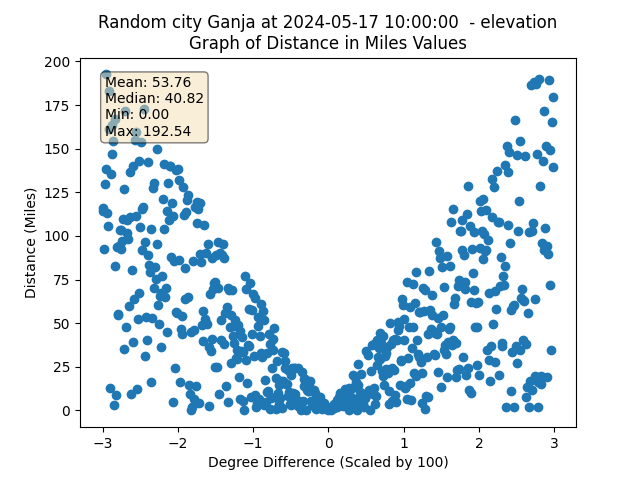 Random city Ganja at 2024-05-17 10:00:00 - elevation
Graph of Distance in Miles Values
Mean: 53.76
Median: 40.82
Min: 0.00
Max: 192.54
200
175
150
125
100
75
50
25
0
Distance (Miles)
−3 −2 −1 0 1 2 3
Degree Difference (Scaled by 100)